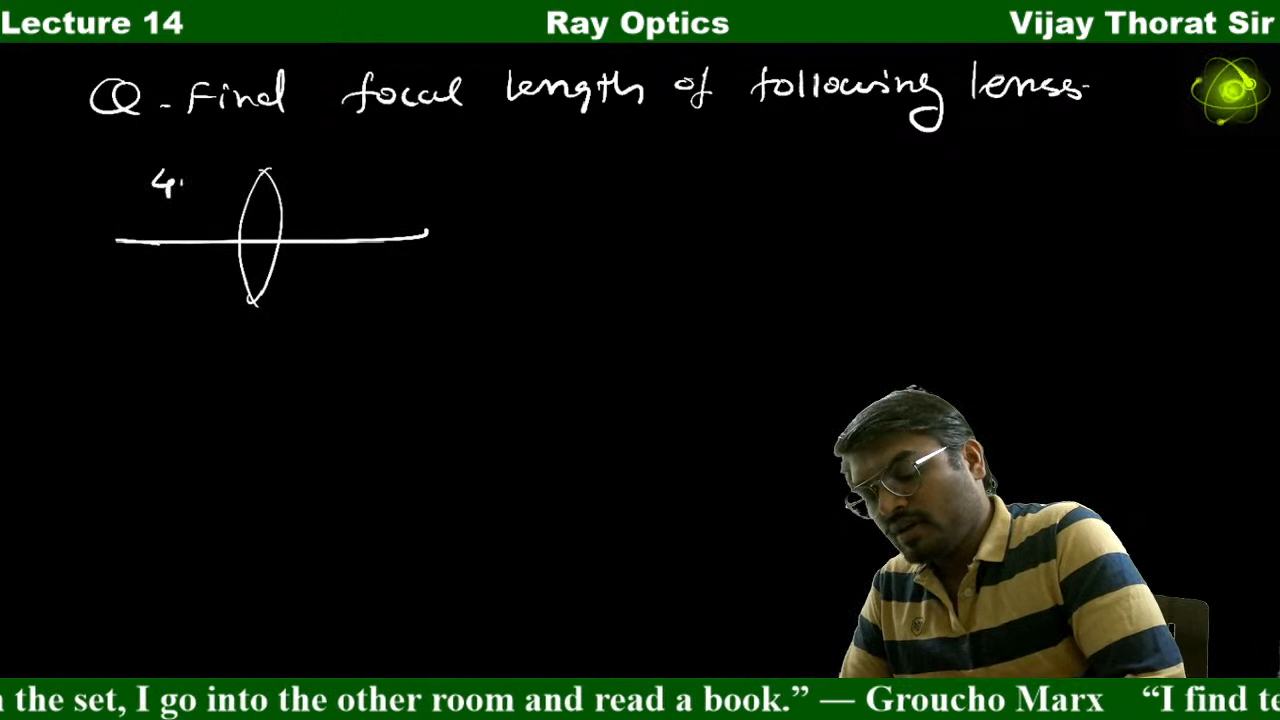 Lecture 14 Ray Optics Vijay Thorat Sir
Q - Find focal length of following lenses.
4
n the set, I go into the other room and read a book.” — Groucho Marx “I find te